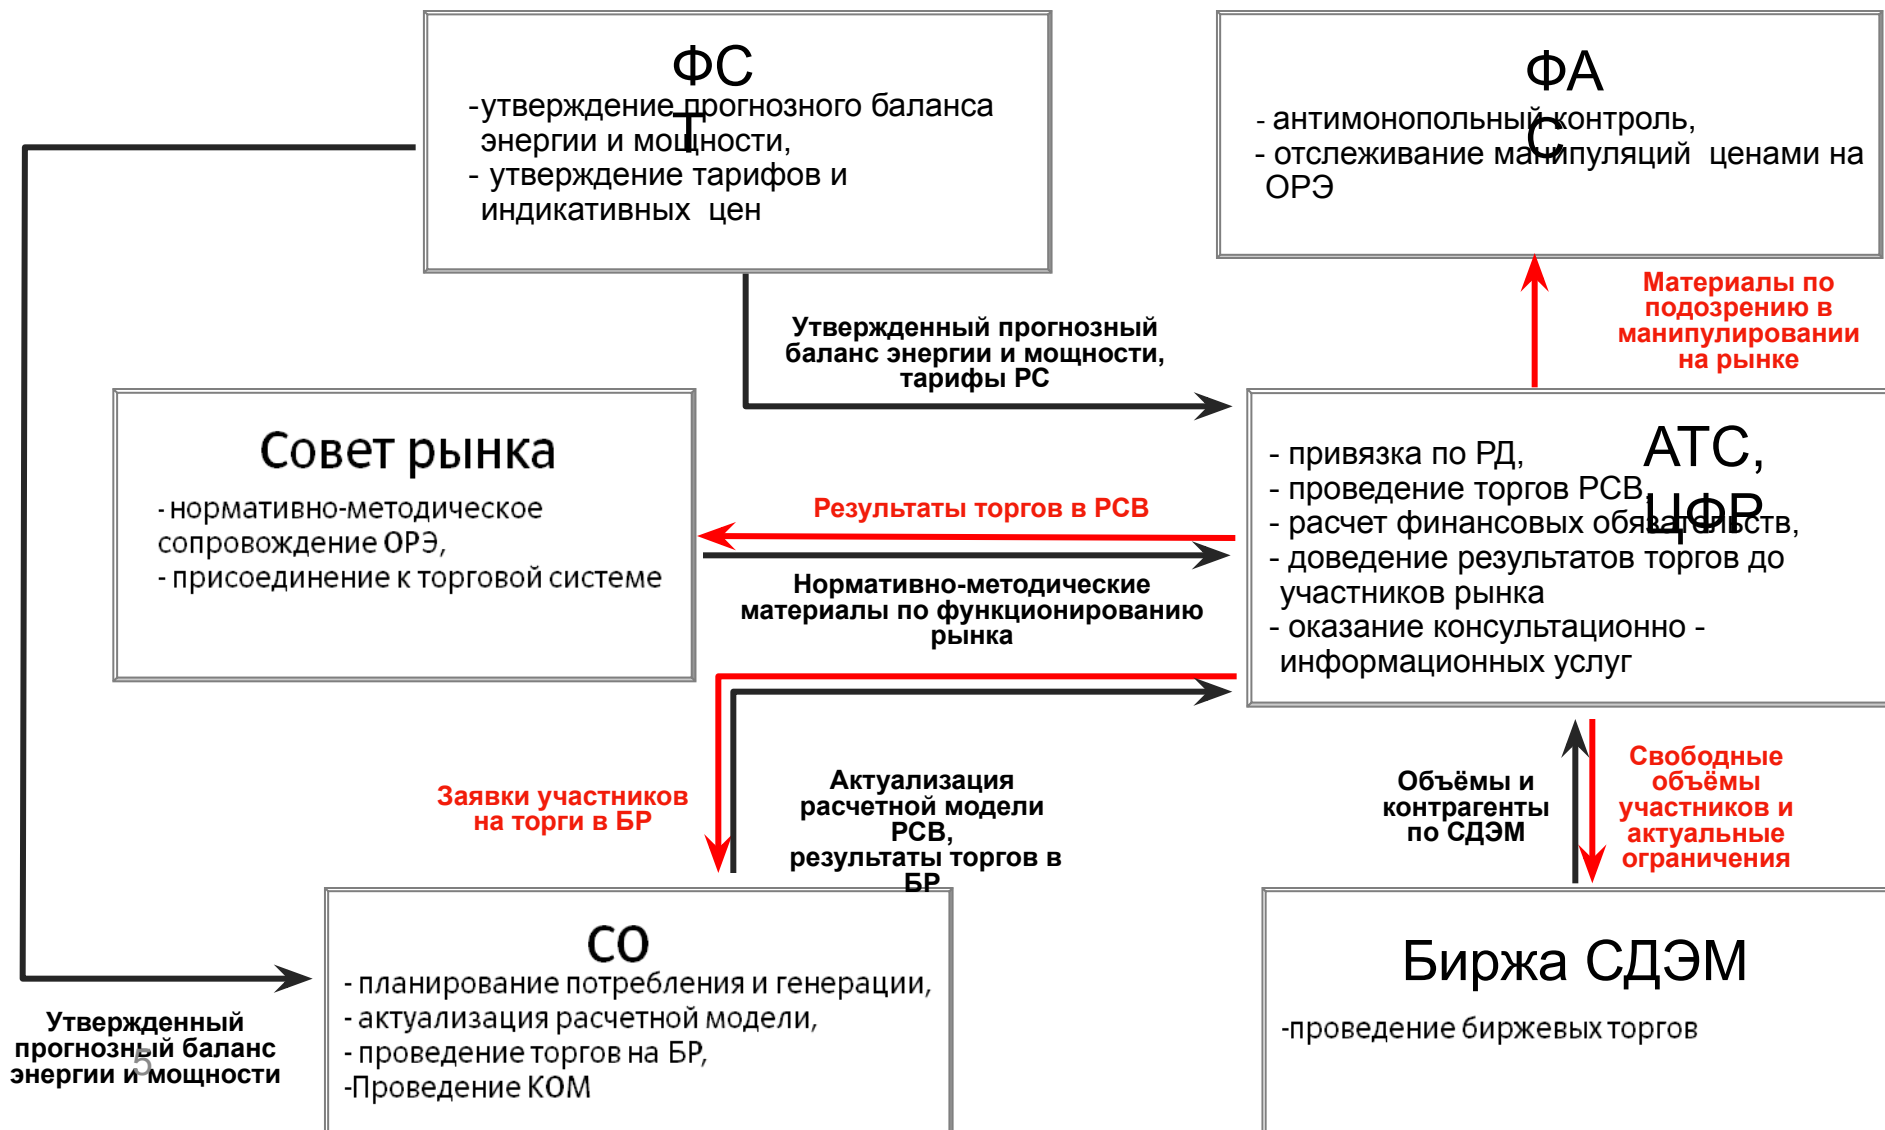 ФС
Т
-утверждение прогнозного баланса
энергии и мощности,
- утверждение тарифов и
индикативных цен
ФА
С
- антимонопольный контроль,
- отслеживание манипуляций ценами на
ОРЭ
Материалы по
подозрению в
манипулировании
на рынке
Утвержденный прогнозный
баланс энергии и мощности,
тарифы РС
Совет рынка
- нормативно-методическое
сопровождение ОРЭ,
- присоединение к торговой системе
Результаты торгов в РСВ
Нормативно-методические
материалы по функционированию
рынка
АТС,
ЦФР
- привязка по РД,
- проведение торгов РСВ,
- расчет финансовых обязательств,
- доведение результатов торгов до
участников рынка
- оказание консультационно -
информационных услуг
Заявки участников
на торги в БР
Актуализация
расчетной модели
РСВ,
результаты торгов в
БР
Объёмы и
контрагенты
по СДЭМ
Свободные
объёмы
участников и
актуальные
ограничения
СО
- планирование потребления и генерации,
- актуализация расчетной модели,
- проведение торгов на БР,
-Проведение КОМ
Биржа СДЭМ
-проведение биржевых торгов
Утвержденный
прогнозный баланс
энергии и мощности
5